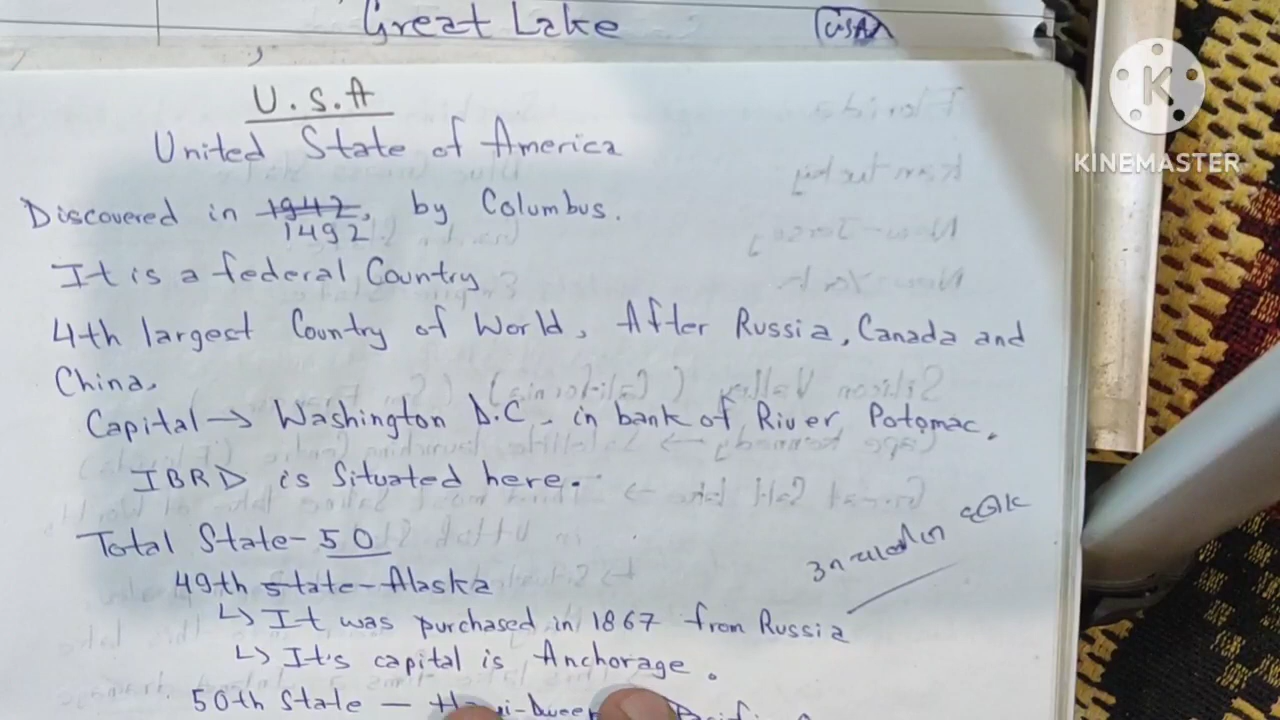 Great Lake USA
U.S.A
United State of America
Discovered in 1942, by Columbus.
1492
It is a federal Country
4th largest Country of World, After Russia, Canada and
China.
Capital → Washington D.C. in bank of River Potomac.
IBRD is Situated here.
Total State - 50
49th state - Alaska
↳ It was purchased in 1867 from Russia
↳ It's capital is Anchorage.
50th State —
K
KINEMASTER